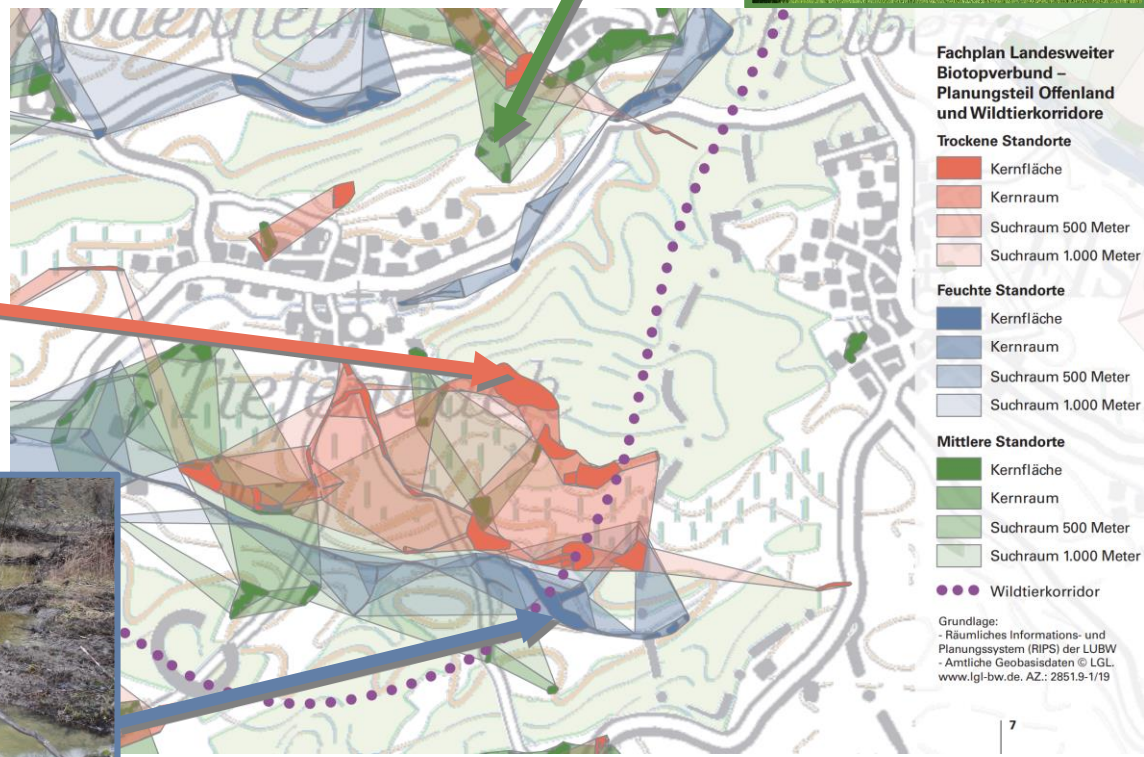 Fachplan Landesweiter
Biotopverbund –
Planungsteil Offenland
und Wildtierkorridore
Trockene Standorte
Kernfläche
Kernraum
Suchraum 500 Meter
Suchraum 1.000 Meter
Feuchte Standorte
Kernfläche
Kernraum
Suchraum 500 Meter
Suchraum 1.000 Meter
Mittlere Standorte
Kernfläche
Kernraum
Suchraum 500 Meter
Suchraum 1.000 Meter
Wildtierkorridor
Grundlage:
- Räumliches Informations- und
Planungssystem (RIPS) der LUBW
- Amtliche Geobasisdaten © LGL.
www.lgl-bw.de. AZ.: 2851.9-1/19
7